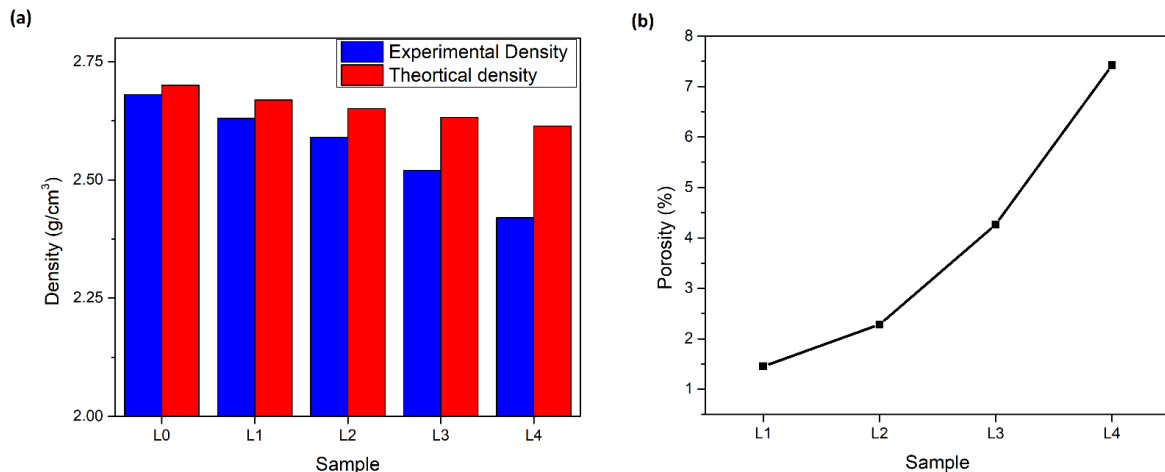 (a)
Experimental Density
Theortical density
2.75
2.50
2.25
2.00
Density (g/cm³)
L0 L1 L2 L3 L4
Sample
(b)
8
7
6
5
4
3
2
1
Porosity (%)
L1 L2 L3 L4
Sample